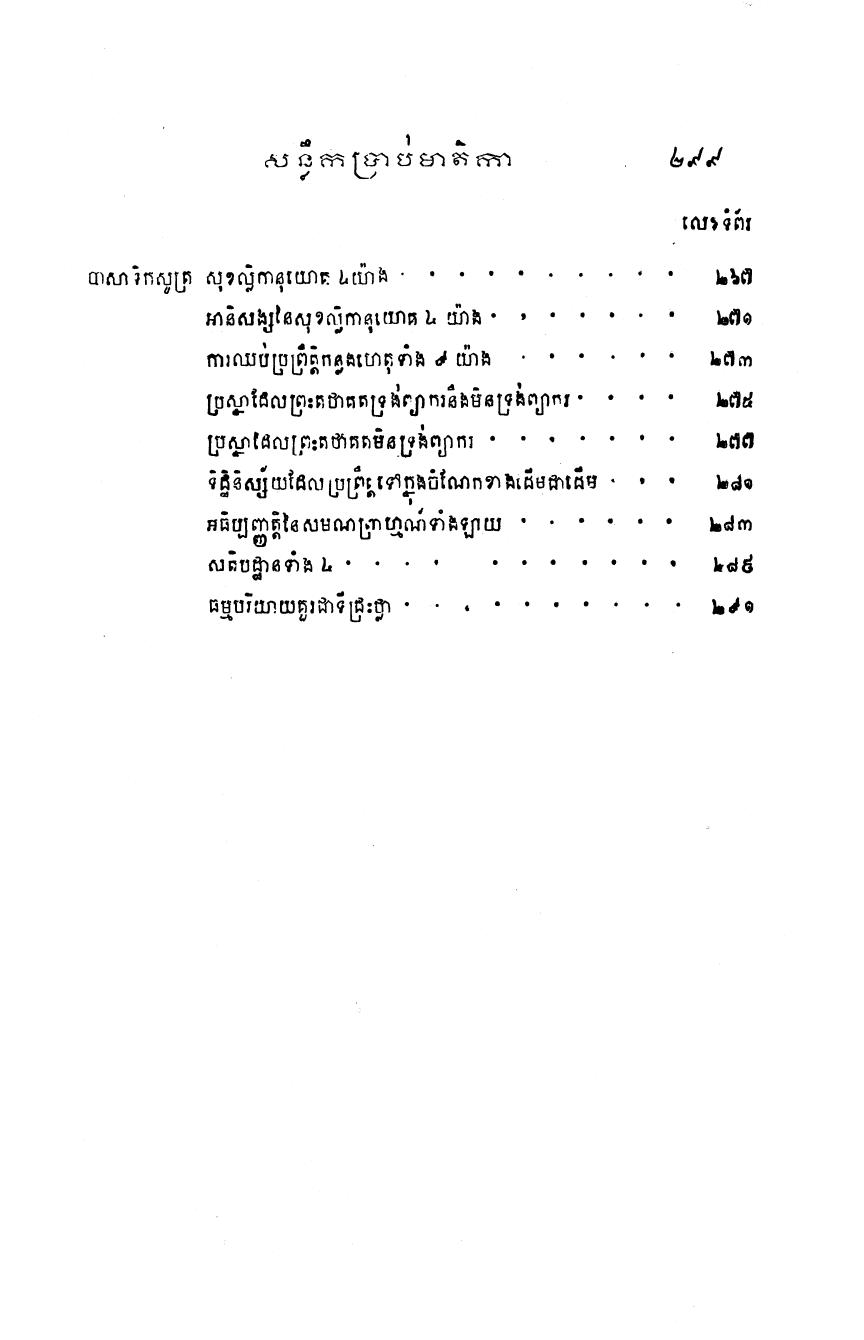 សន្លឹកប្រាប់មាតិកា ២៩៩
លេខទំព័រ
បាសាទិកសូត្រ សុខល្លិកានុយោគ ៤យ៉ាង · · · · · · · · · · ២៦៧
អានិសង្សនៃសុខល្លិកានុយោគ ៤ យ៉ាង · · · · · · · ២៧១
ការឈប់ប្រព្រឹត្តិកន្លងហេតុទាំង ៩ យ៉ាង · · · · · · ២៧៣
ប្រស្នាដែលព្រះតថាគតទ្រង់ព្យាករនឹងមិនទ្រង់ព្យាករ · · · · ២៧៥
ប្រស្នាដែលព្រះតថាគតមិនទ្រង់ព្យាករ · · · · · · · ២៧៧
ទិដ្ឋិនិស្ស័យដែលប្រព្រឹត្តទៅក្នុងចំណែកខាងដើមជាដើម · · · ២៨១
អធិប្បញ្ញត្តិនៃសមណព្រាហ្មណ៍ទាំងឡាយ · · · · · · ២៨៣
សតិបដ្ឋានទាំង ៤ · · · · · · · · · · · ២៨៩
ធម្មបរិយាយគួរជាទីជ្រះថ្លា · · · · · · · · · · ២៩១